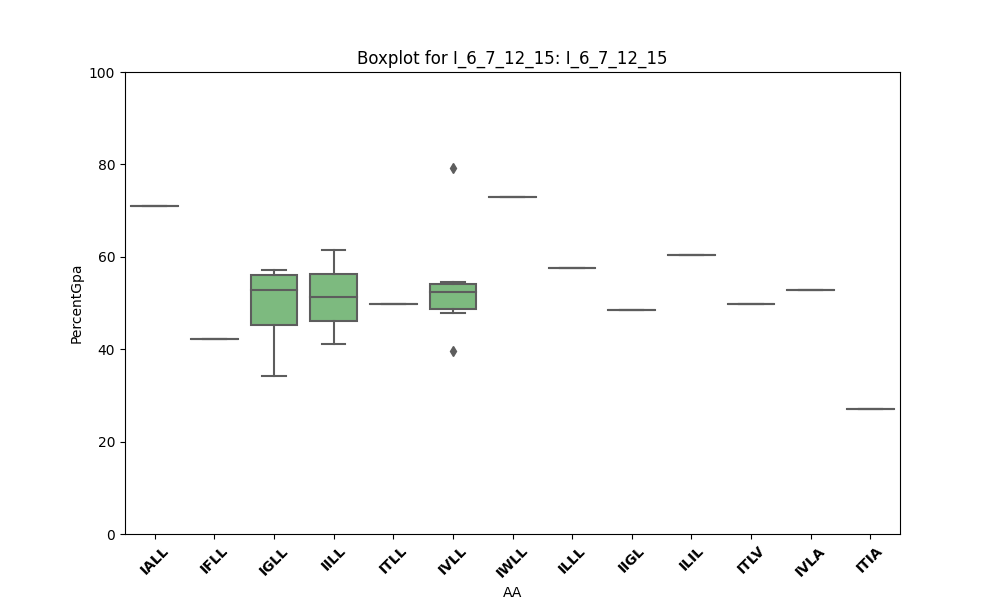 Boxplot for I_6_7_12_15: I_6_7_12_15
PercentGpa
100
80
60
40
20
0
IALL
IFLL
IGLL
IILL
ITLL
IVLL
IWLL
ILLL
IIGL
ILIL
ITLV
IVLA
ITIA
AA